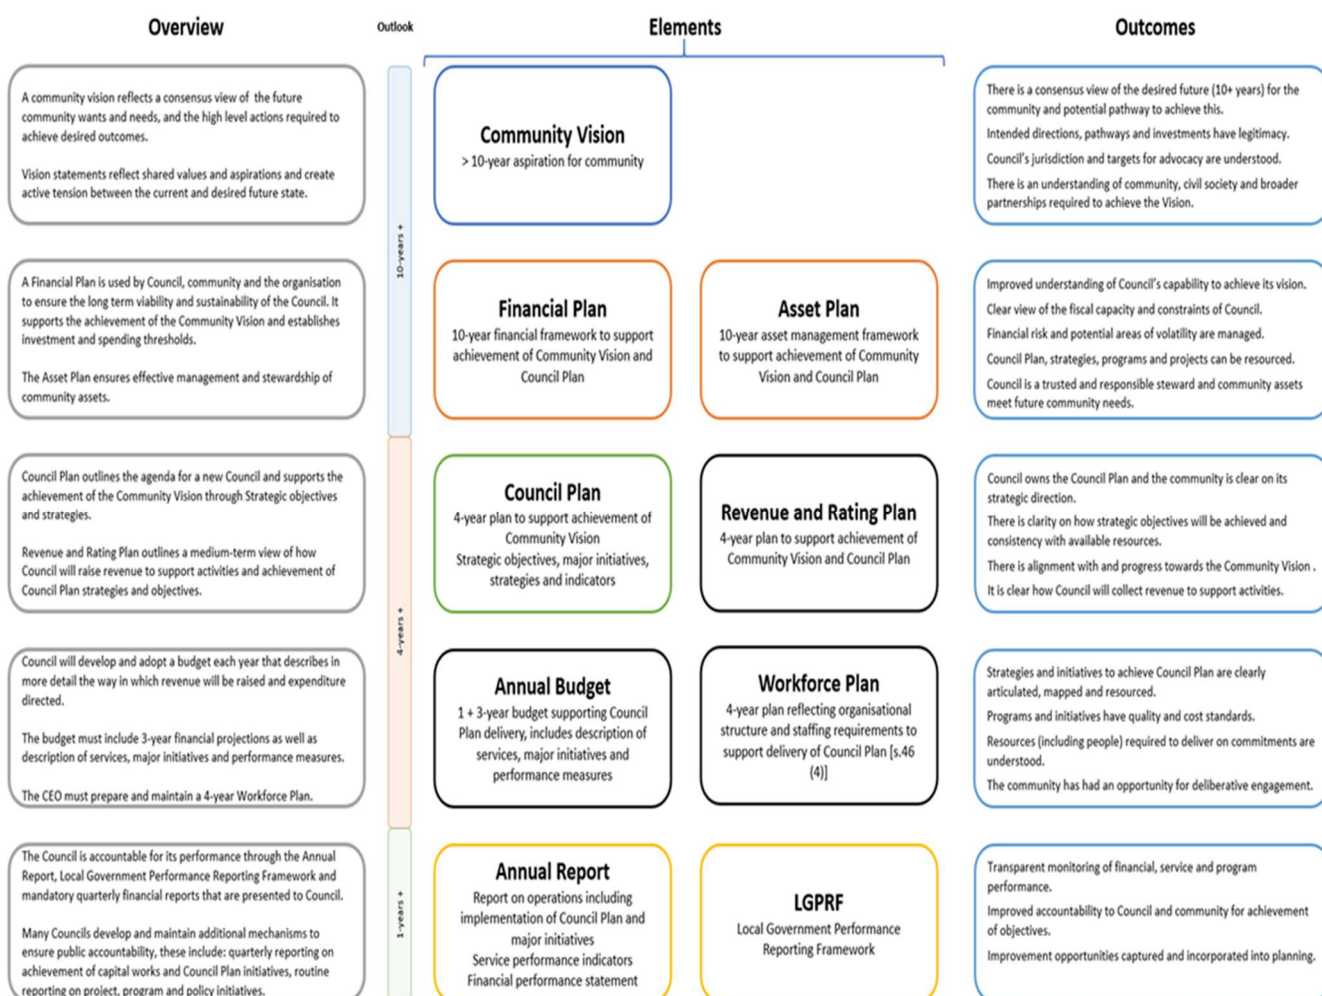 Overview
Outlook
Elements
Outcomes
A community vision reflects a consensus view of the future
community wants and needs, and the high level actions required to
achieve desired outcomes.
Vision statements reflect shared values and aspirations and create
active tension between the current and desired future state.
10-years +
Community Vision
> 10-year aspiration for community
There is a consensus view of the desired future (10+ years) for the
community and potential pathway to achieve this.
Intended directions, pathways and investments have legitimacy.
Council's jurisdiction and targets for advocacy are understood.
There is an understanding of community, civil society and broader
partnerships required to achieve the Vision.
A Financial Plan is used by Council, community and the organisation
to ensure the long term viability and sustainability of the Council. It
supports the achievement of the Community Vision and establishes
investment and spending thresholds.
The Asset Plan ensures effective management and stewardship of
community assets.
Financial Plan
10-year financial framework to support
achievement of Community Vision and
Council Plan
Asset Plan
10-year asset management framework
to support achievement of Community
Vision and Council Plan
Improved understanding of Council's capability to achieve its vision.
Clear view of the fiscal capacity and constraints of Council.
Financial risk and potential areas of volatility are managed.
Council Plan, strategies, programs and projects can be resourced.
Council is a trusted and responsible steward and community assets
meet future community needs.
Council Plan outlines the agenda for a new Council and supports the
achievement of the Community Vision through Strategic objectives
and strategies.
Revenue and Rating Plan outlines a medium-term view of how
Council will raise revenue to support activities and achievement of
Council Plan strategies and objectives.
4-years +
Council Plan
4-year plan to support achievement of
Community Vision
Strategic objectives, major initiatives,
strategies and indicators
Revenue and Rating Plan
4-year plan to support achievement of
Community Vision and Council Plan
Council owns the Council Plan and the community is clear on its
strategic direction.
There is clarity on how strategic objectives will be achieved and
consistency with available resources.
There is alignment with and progress towards the Community Vision .
It is clear how Council will collect revenue to support activities.
Council will develop and adopt a budget each year that describes in
more detail the way in which revenue will be raised and expenditure
directed.
The budget must include 3-year financial projections as well as
description of services, major initiatives and performance measures.
The CEO must prepare and maintain a 4-year Workforce Plan.
Annual Budget
1 + 3-year budget supporting Council
Plan delivery, includes description of
services, major initiatives and
performance measures
Workforce Plan
4-year plan reflecting organisational
structure and staffing requirements to
support delivery of Council Plan [s.46
(4)]
Strategies and initiatives to achieve Council Plan are clearly
articulated, mapped and resourced.
Programs and initiatives have quality and cost standards.
Resources (including people) required to deliver on commitments are
understood.
The community has had an opportunity for deliberative engagement.
The Council is accountable for its performance through the Annual
Report, Local Government Performance Reporting Framework and
mandatory quarterly financial reports that are presented to Council.
Many Councils develop and maintain additional mechanisms to
ensure public accountability, these include: quarterly reporting on
achievement of capital works and Council Plan initiatives, routine
reporting on project, program and policy initiatives.
1-years +
Annual Report
Report on operations including
implementation of Council Plan and
major initiatives
Service performance indicators
Financial performance statement
LGPRF
Local Government Performance
Reporting Framework
Transparent monitoring of financial, service and program
performance.
Improved accountability to Council and community for achievement
of objectives.
Improvement opportunities captured and incorporated into planning.